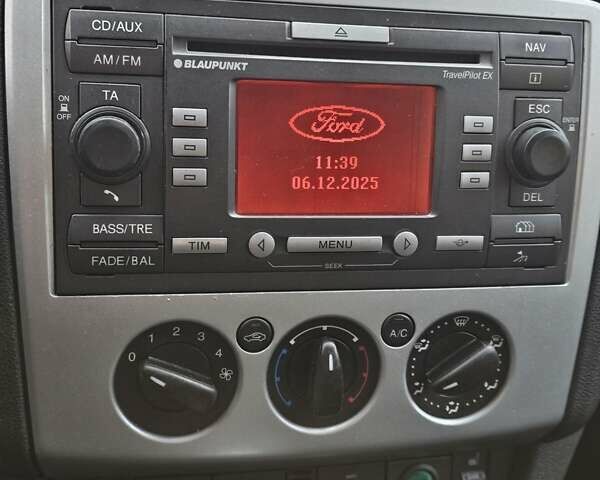 CD/AUX
AM/FM
BLAUPUNKT
TravelPilot EX
NAV
TA
ON
OFF
ESC
ENTER
DEL
Ford
11:39
06.12.2025
BASS/TRE
FADE/BAL
TIM
MENU
SEEK
0 1 2 3 4
A/C